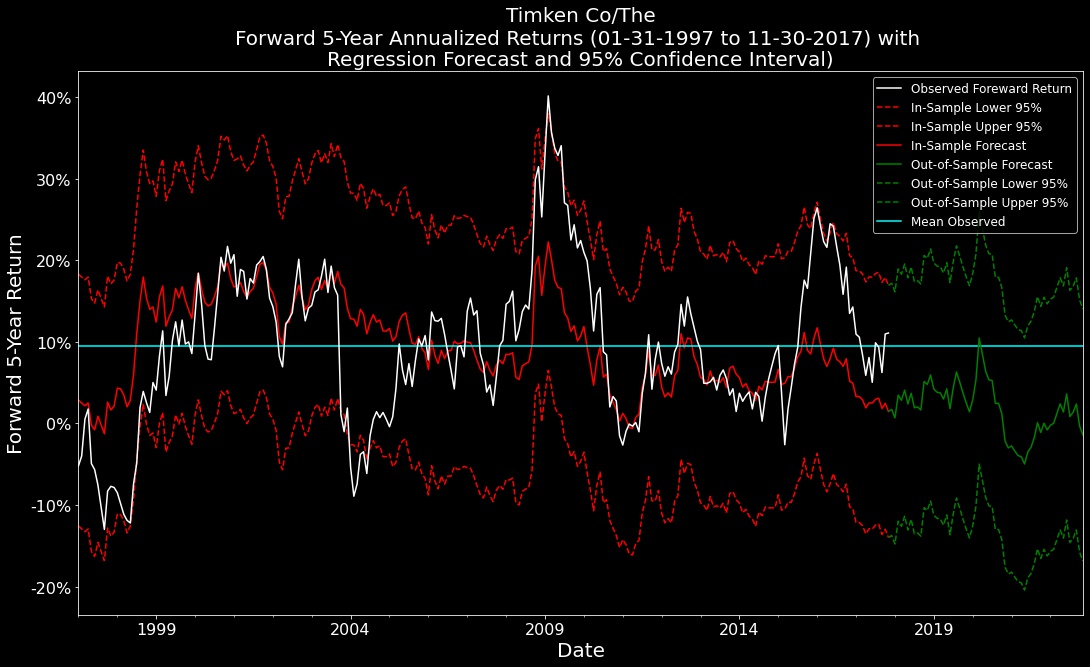 Timken Co/The
Forward 5-Year Annualized Returns (01-31-1997 to 11-30-2017) with
Regression Forecast and 95% Confidence Interval)
Forward 5-Year Return
40%
30%
20%
10%
0%
-10%
-20%
Observed Foreward Return
In-Sample Lower 95%
In-Sample Upper 95%
In-Sample Forecast
Out-of-Sample Forecast
Out-of-Sample Lower 95%
Out-of-Sample Upper 95%
Mean Observed
1999
2004
2009
2014
2019
Date